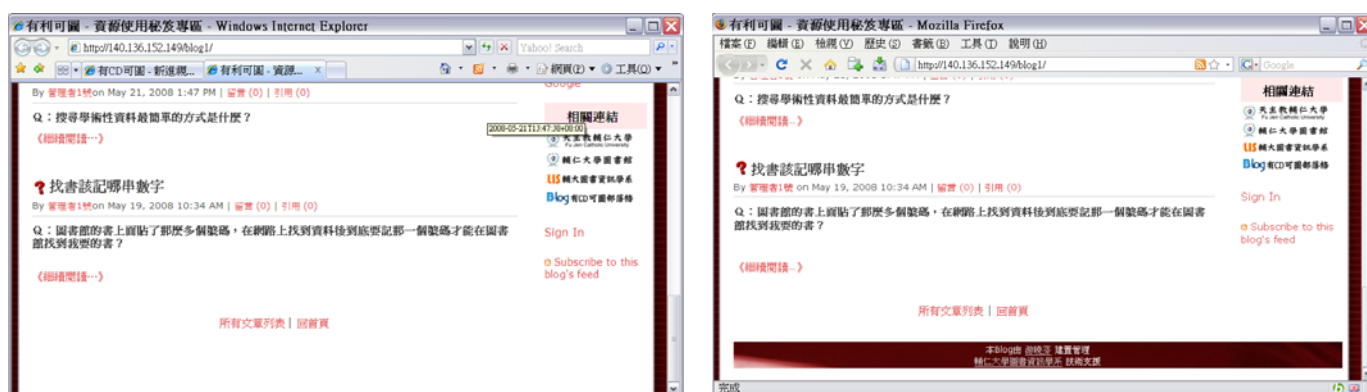 有利可圖 - 資源使用秘笈專區 - Windows Internet Explorer
http://140.136.152.149/blog1/
Yahoo! Search
有CD可圖 - 新進視...
有利可圖 - 資源...
網頁(P)
工具(O)
By 管理者1號on May 21, 2008 1:47 PM | 留言 (0) | 引用 (0)
Google
Q：搜尋學術性資料最簡單的方式是什麼？
《繼續閱讀…》
2008-05-21T13:47:38+08:00
相關連結
天主教輔仁大學
Fu Jen Catholic University
輔仁大學圖書館
LIS 輔大圖書資訊學系
Blog 有CD可圖部落格
找書該記哪串數字
By 管理者1號on May 19, 2008 10:34 AM | 留言 (0) | 引用 (0)
Q：圖書館的書上面貼了那麼多個號碼，在網路上找到資料後到底要記那一個號碼才能在圖書
館找到我要的書？
《繼續閱讀…》
Sign In
Subscribe to this
blog's feed
所有文章列表 | 回首頁
有利可圖 - 資源使用秘笈專區 - Mozilla Firefox
檔案(F) 編輯(E) 檢視(V) 歷史(S) 書籤(B) 工具(T) 說明(H)
http://140.136.152.149/blog1/
Google
Q：搜尋學術性資料最簡單的方式是什麼？
《繼續閱讀…》
相關連結
天主教輔仁大學
Fu Jen Catholic University
輔仁大學圖書館
LIS 輔大圖書資訊學系
Blog 有CD可圖部落格
找書該記哪串數字
By 管理者1號 on May 19, 2008 10:34 AM | 留言 (0) | 引用 (0)
Q：圖書館的書上面貼了那麼多個號碼，在網路上找到資料後到底要記那一個號碼才能在圖書
館找到我要的書？
《繼續閱讀…》
Sign In
Subscribe to this
blog's feed
所有文章列表 | 回首頁
本Blog由 建置管理
輔仁大學圖書資訊學系 技術支援
完成